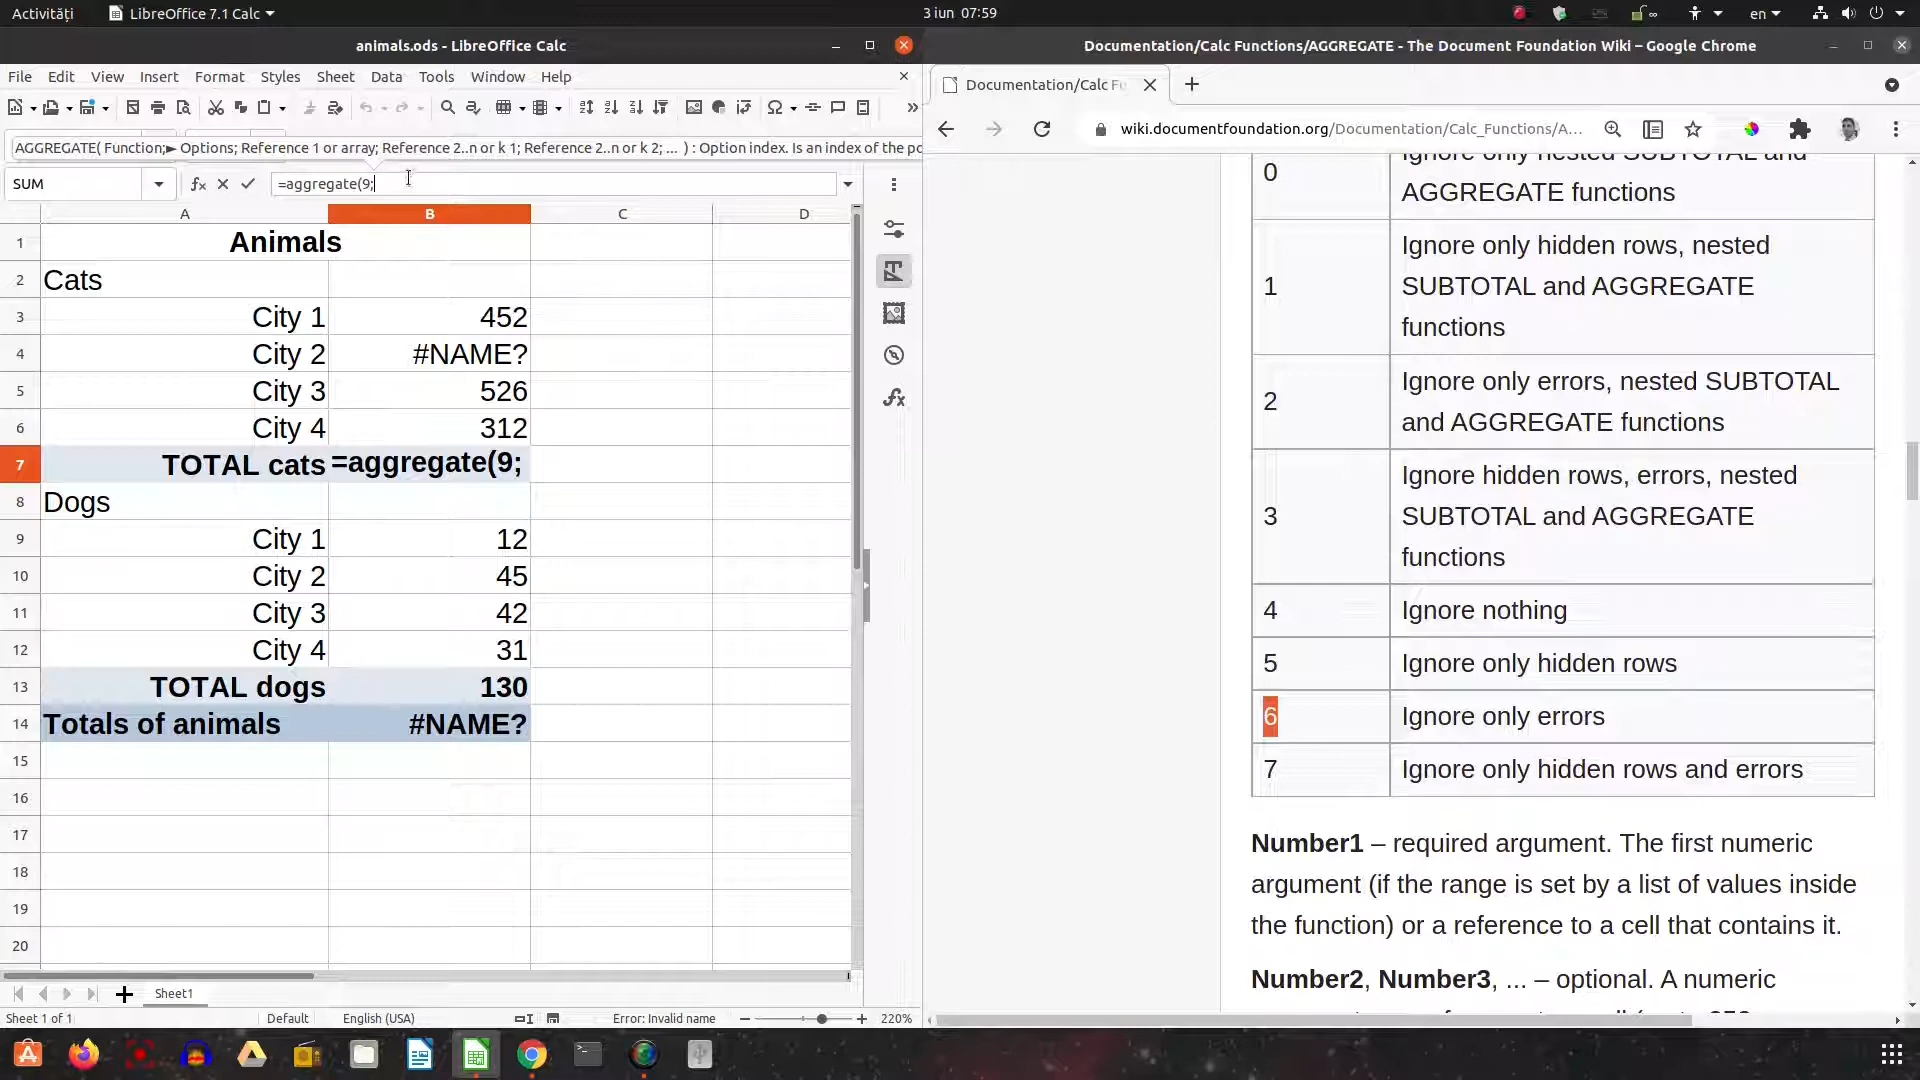 Activități
LibreOffice 7.1 Calc
3 iun 07:59
en
animals.ods - LibreOffice Calc
Documentation/Calc Functions/AGGREGATE - The Document Foundation Wiki – Google Chrome
File Edit View Insert Format Styles Sheet Data Tools Window Help
Documentation/Calc Fu
wiki.documentfoundation.org/Documentation/Calc_Functions/A...
AGGREGATE( Function;► Options; Reference 1 or array; Reference 2..n or k 1; Reference 2..n or k 2; ... ) : Option index. Is an index of the po
SUM
=aggregate(9;
A B C D
1 Animals
2 Cats
3 City 1 452
4 City 2 #NAME?
5 City 3 526
6 City 4 312
7 TOTAL cats =aggregate(9;
8 Dogs
9 City 1 12
10 City 2 45
11 City 3 42
12 City 4 31
13 TOTAL dogs 130
14 Totals of animals #NAME?
15
16
17
18
19
20
Sheet1
Sheet 1 of 1 Default English (USA) Error: Invalid name 220%
0 Ignore only nested SUBTOTAL and
AGGREGATE functions
1 Ignore only hidden rows, nested
SUBTOTAL and AGGREGATE
functions
2 Ignore only errors, nested SUBTOTAL
and AGGREGATE functions
3 Ignore hidden rows, errors, nested
SUBTOTAL and AGGREGATE
functions
4 Ignore nothing
5 Ignore only hidden rows
6 Ignore only errors
7 Ignore only hidden rows and errors
Number1 – required argument. The first numeric
argument (if the range is set by a list of values inside
the function) or a reference to a cell that contains it.
Number2, Number3, ... – optional. A numeric